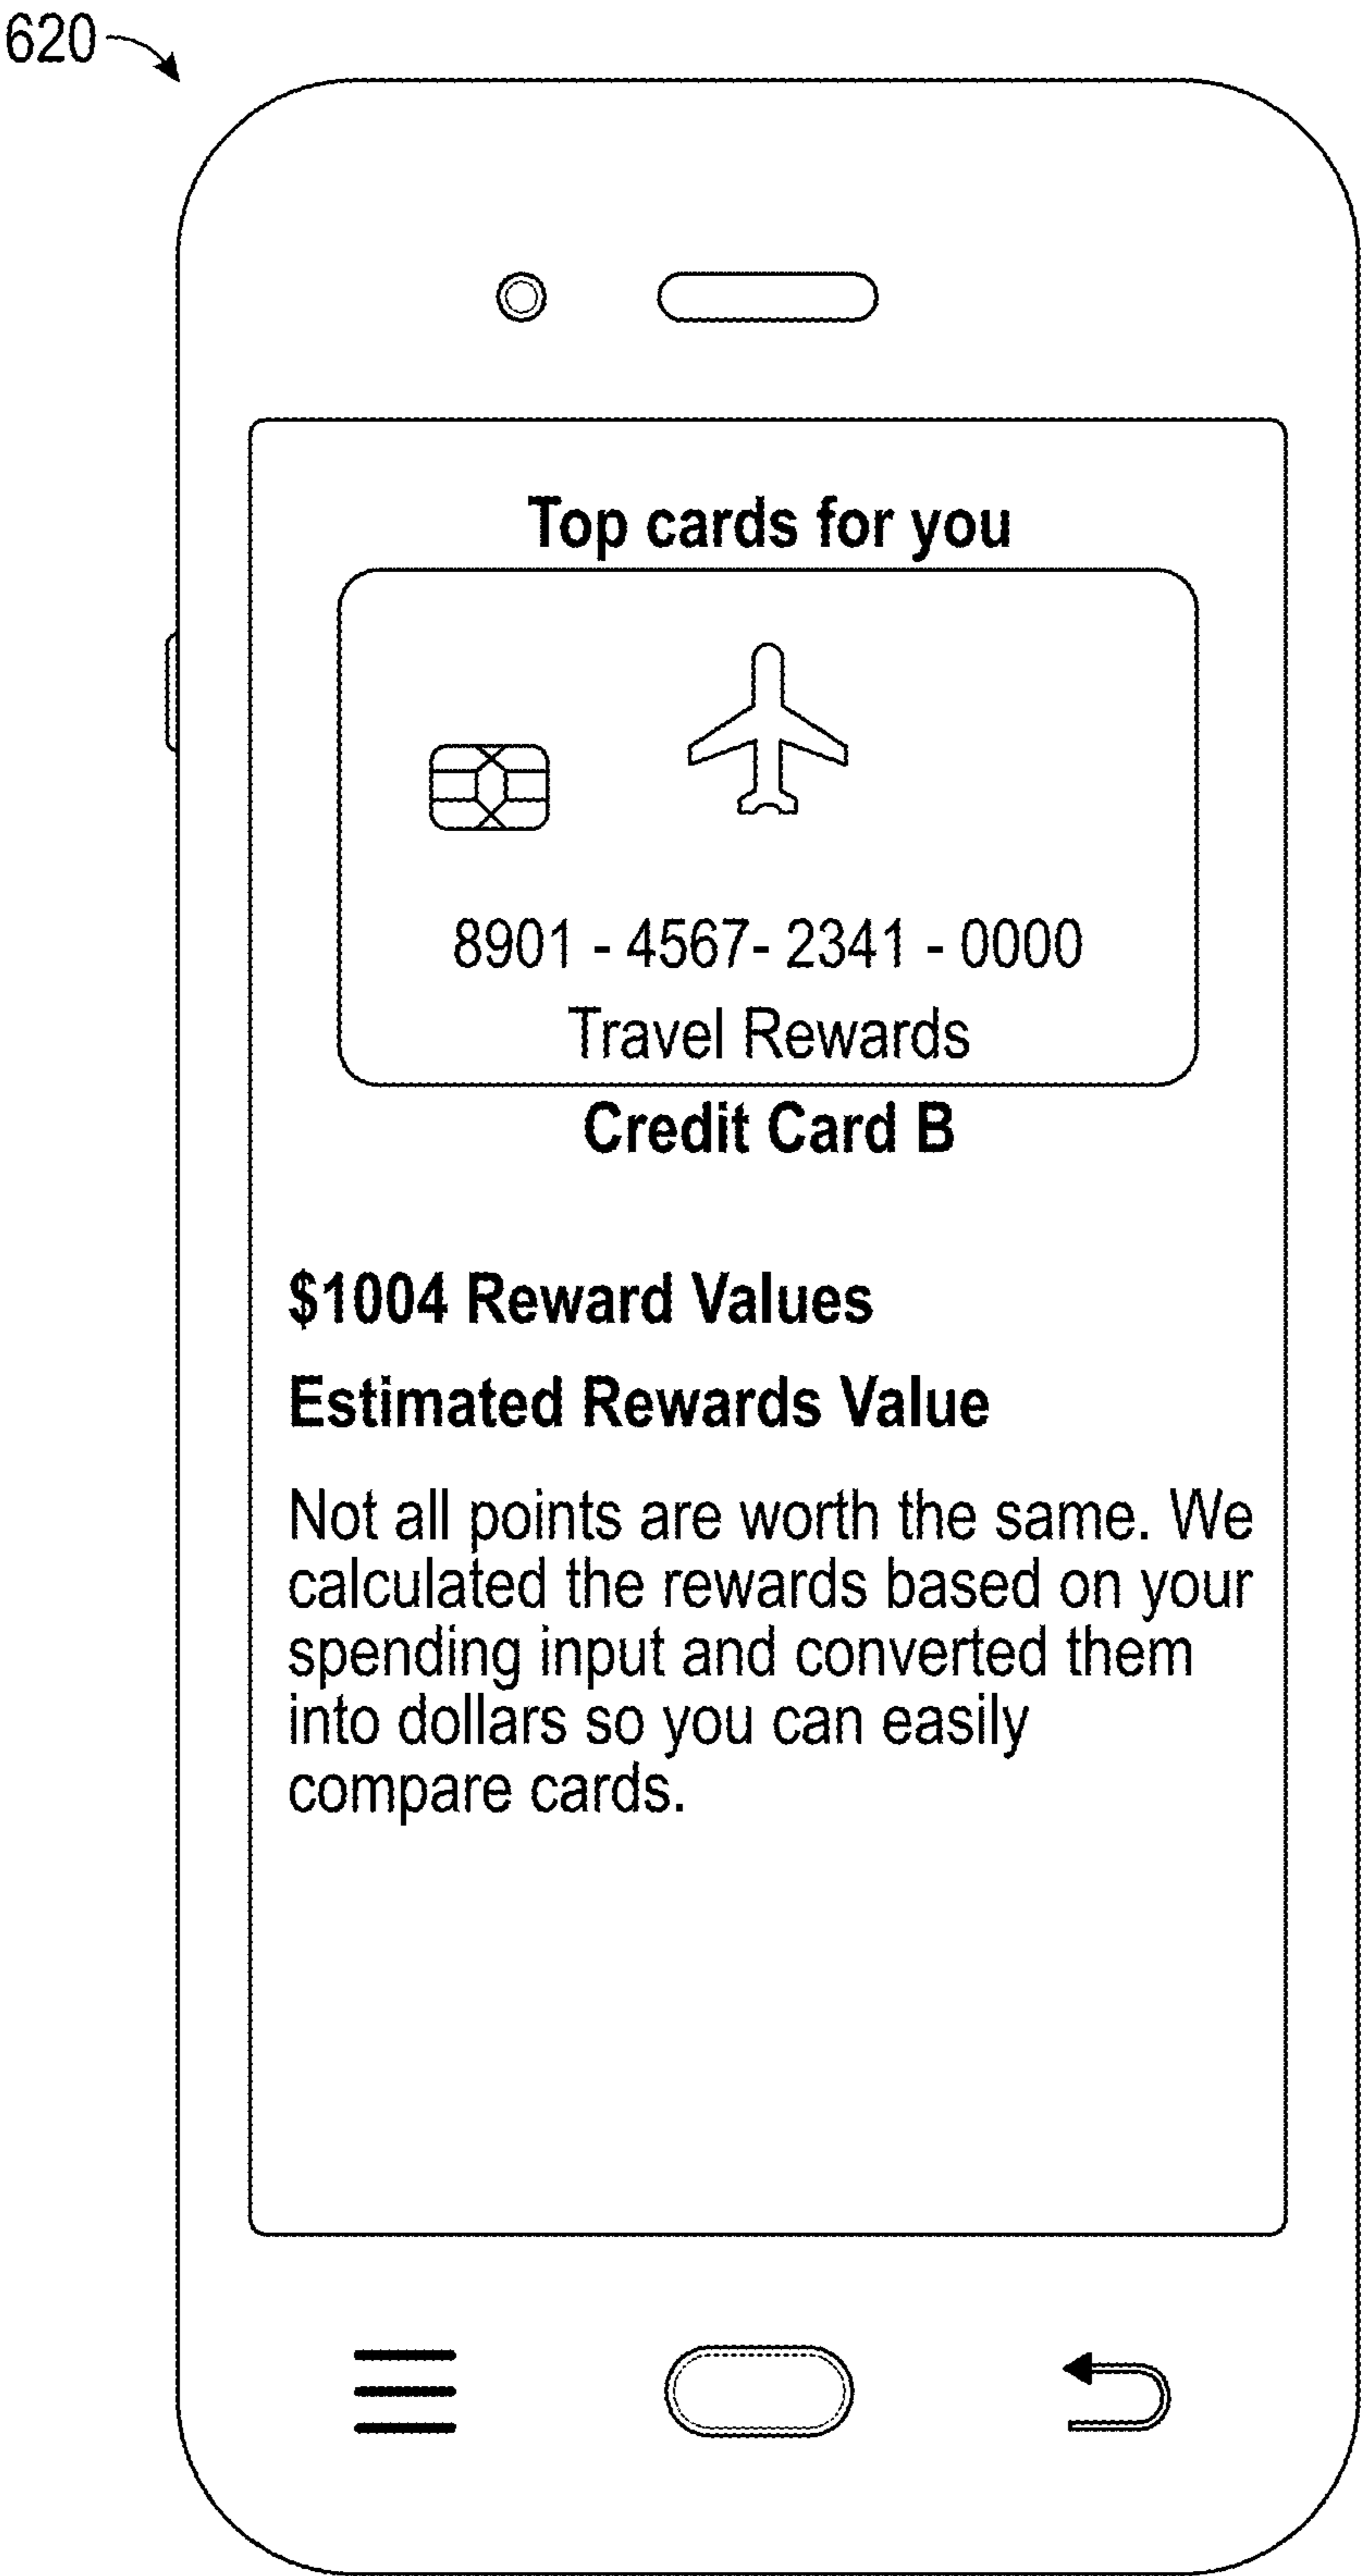 620
Top cards for you
8901 - 4567- 2341 - 0000
Travel Rewards
Credit Card B
$1004 Reward Values
Estimated Rewards Value
Not all points are worth the same. We
calculated the rewards based on your
spending input and converted them
into dollars so you can easily
compare cards.